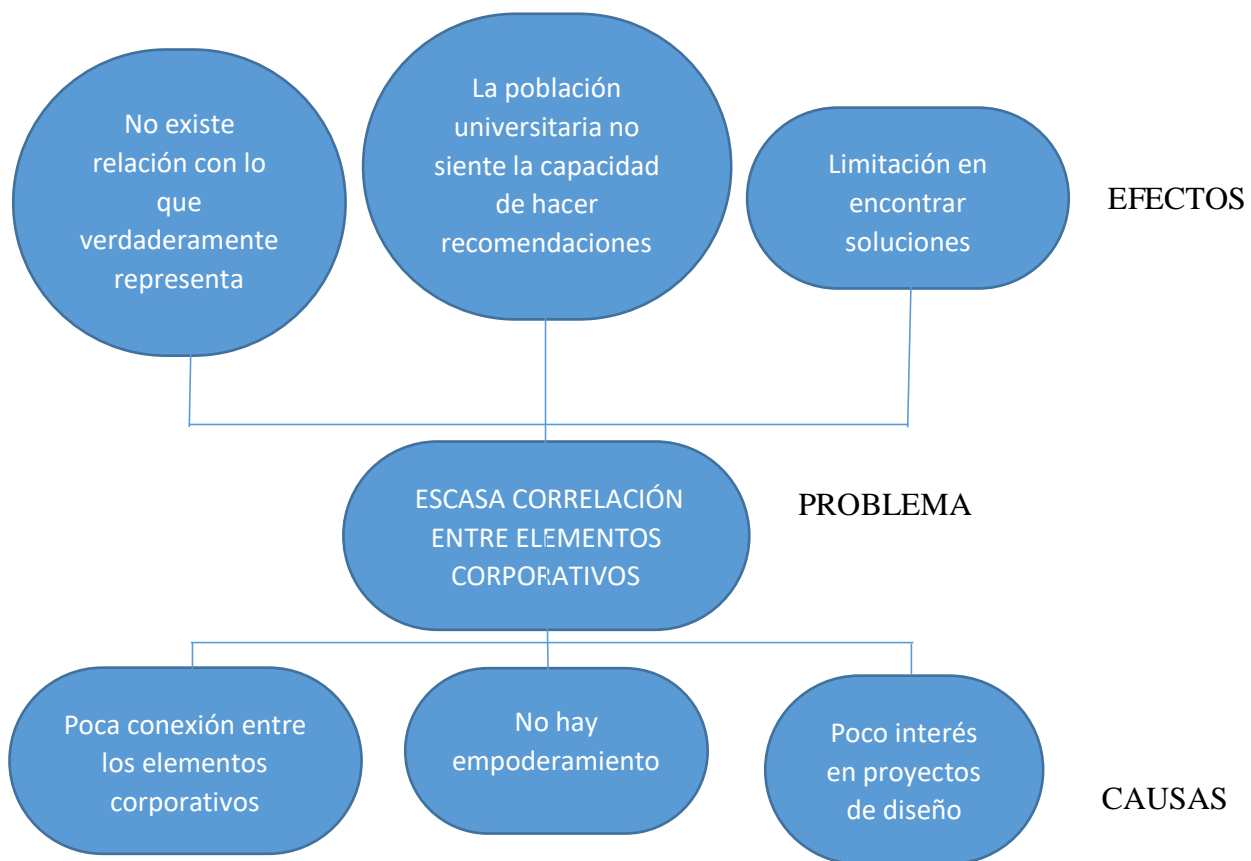 No existe
relación con lo
que
verdaderamente
representa
La población
universitaria no
siente la capacidad
de hacer
recomendaciones
Limitación en
encontrar
soluciones
EFECTOS
ESCASA CORRELACIÓN
ENTRE ELEMENTOS
CORPORATIVOS
PROBLEMA
Poca conexión entre
los elementos
corporativos
No hay
empoderamiento
Poco interés
en proyectos
de diseño
CAUSAS